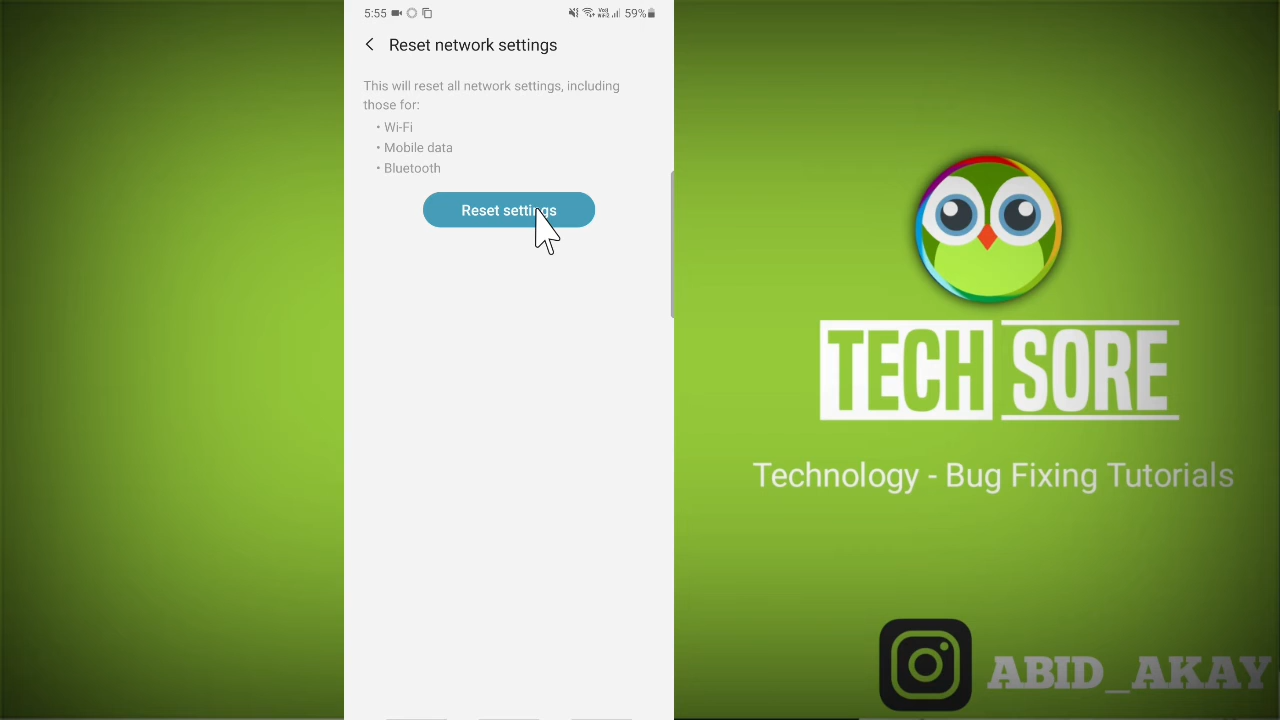 5:55
59%
Reset network settings
This will reset all network settings, including
those for:
• Wi-Fi
• Mobile data
• Bluetooth
Reset settings
TECH SORE
Technology - Bug Fixing Tutorials
ABID_AKAY